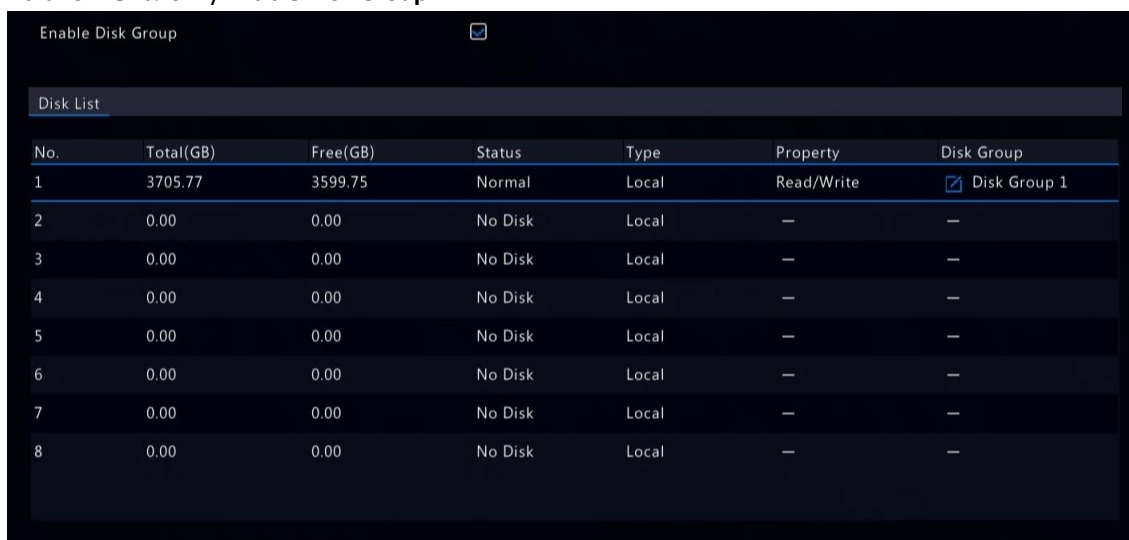 Enable Disk Group
Disk List
No. Total(GB) Free(GB) Status Type Property Disk Group
1 3705.77 3599.75 Normal Local Read/Write Disk Group 1
2 0.00 0.00 No Disk Local — —
3 0.00 0.00 No Disk Local — —
4 0.00 0.00 No Disk Local — —
5 0.00 0.00 No Disk Local — —
6 0.00 0.00 No Disk Local — —
7 0.00 0.00 No Disk Local — —
8 0.00 0.00 No Disk Local — —